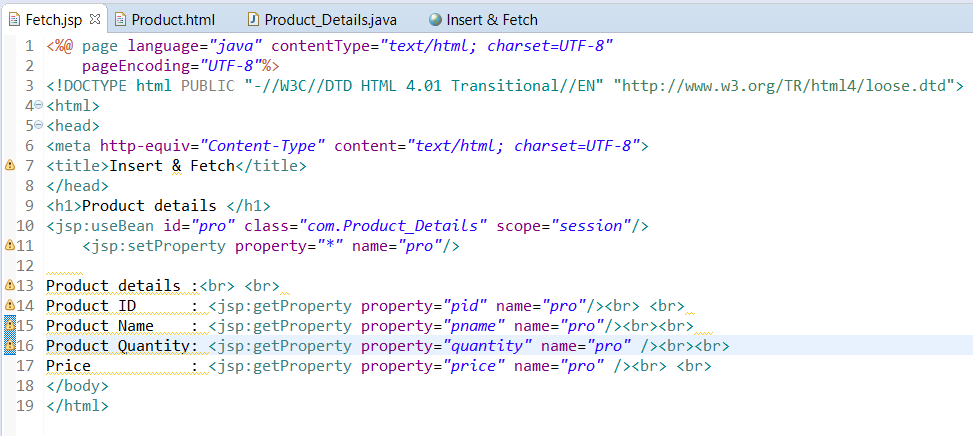 Fetch.jsp Product.html Product_Details.java Insert & Fetch
1 <%@ page language="java" contentType="text/html; charset=UTF-8"
2     pageEncoding="UTF-8"%>
3 <!DOCTYPE html PUBLIC "-//W3C//DTD HTML 4.01 Transitional//EN" "http://www.w3.org/TR/html4/loose.dtd">
4 <html>
5 <head>
6 <meta http-equiv="Content-Type" content="text/html; charset=UTF-8">
7 <title>Insert & Fetch</title>
8 </head>
9 <h1>Product details </h1>
10 <jsp:useBean id="pro" class="com.Product_Details" scope="session"/>
11     <jsp:setProperty property="*" name="pro"/>
12
13 Product details :<br> <br>
14 Product ID      : <jsp:getProperty property="pid" name="pro"/><br> <br>
15 Product Name    : <jsp:getProperty property="pname" name="pro"/><br><br>
16 Product Quantity: <jsp:getProperty property="quantity" name="pro" /><br><br>
17 Price           : <jsp:getProperty property="price" name="pro" /><br> <br>
18 </body>
19 </html>